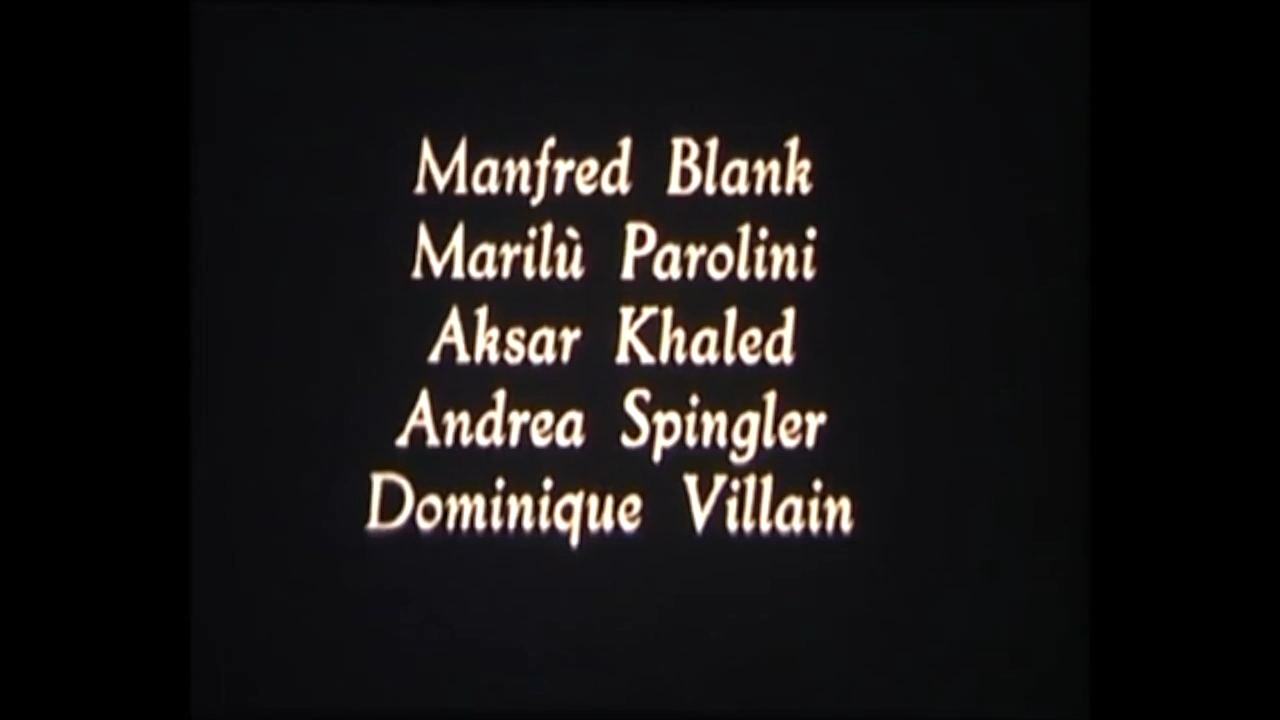 Manfred Blank
Marilù Parolini
Aksar Khaled
Andrea Spingler
Dominique Villain